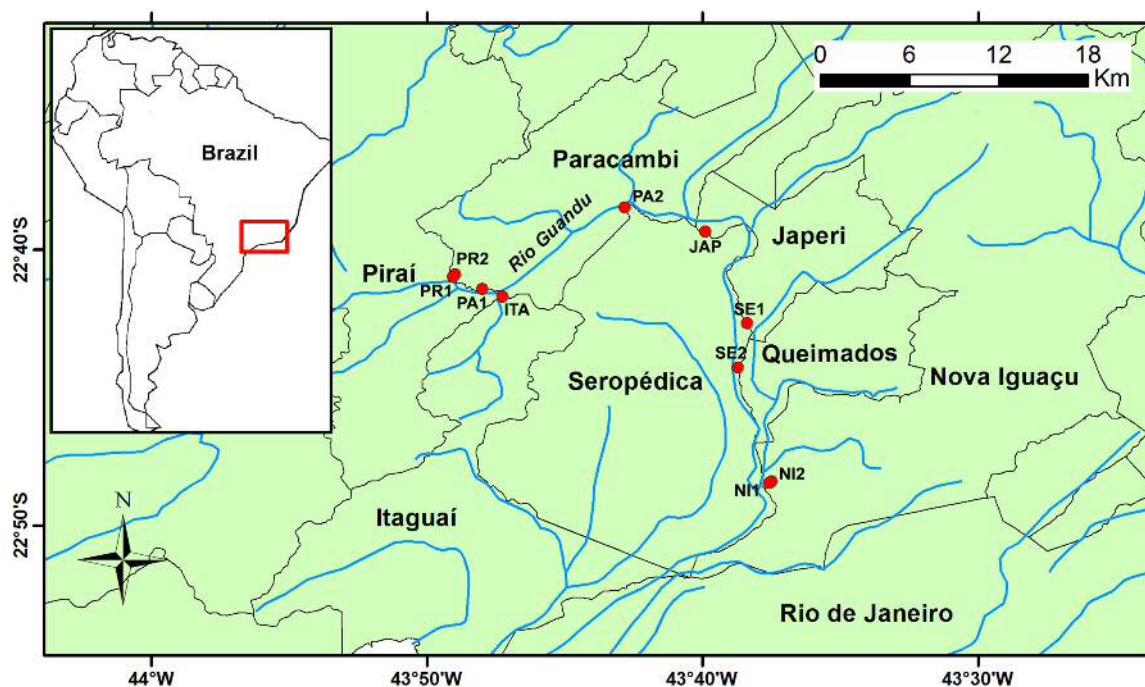 Brazil
0 6 12 18
Km
Paracambi
PA2
Rio Guandu
JAP
Japeri
22°40'S
Piraí
PR2
PR1
PA1
ITA
SE1
SE2
Queimados
Seropédica
Nova Iguaçu
NI1
NI2
Itaguaí
N
22°50'S
Rio de Janeiro
44°W
43°50'W
43°40'W
43°30'W